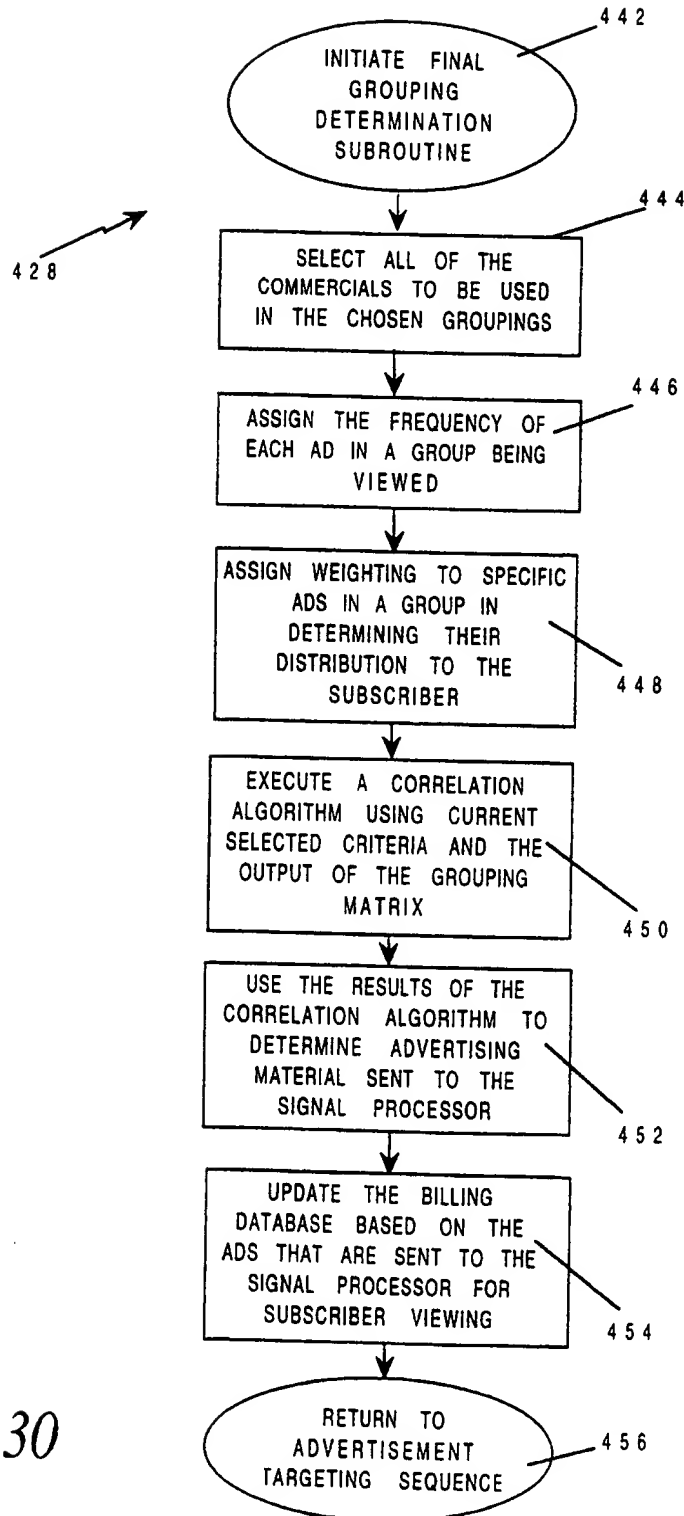 442
INITIATE FINAL
GROUPING
DETERMINATION
SUBROUTINE
428
444
SELECT ALL OF THE
COMMERCIALS TO BE USED
IN THE CHOSEN GROUPINGS
446
ASSIGN THE FREQUENCY OF
EACH AD IN A GROUP BEING
VIEWED
ASSIGN WEIGHTING TO SPECIFIC
ADS IN A GROUP IN
DETERMINING THEIR
DISTRIBUTION TO THE
SUBSCRIBER
448
EXECUTE A CORRELATION
ALGORITHM USING CURRENT
SELECTED CRITERIA AND THE
OUTPUT OF THE GROUPING
MATRIX
450
USE THE RESULTS OF THE
CORRELATION ALGORITHM TO
DETERMINE ADVERTISING
MATERIAL SENT TO THE
SIGNAL PROCESSOR
452
UPDATE THE BILLING
DATABASE BASED ON THE
ADS THAT ARE SENT TO THE
SIGNAL PROCESSOR FOR
SUBSCRIBER VIEWING
454
RETURN TO
ADVERTISEMENT
TARGETING SEQUENCE
456
30